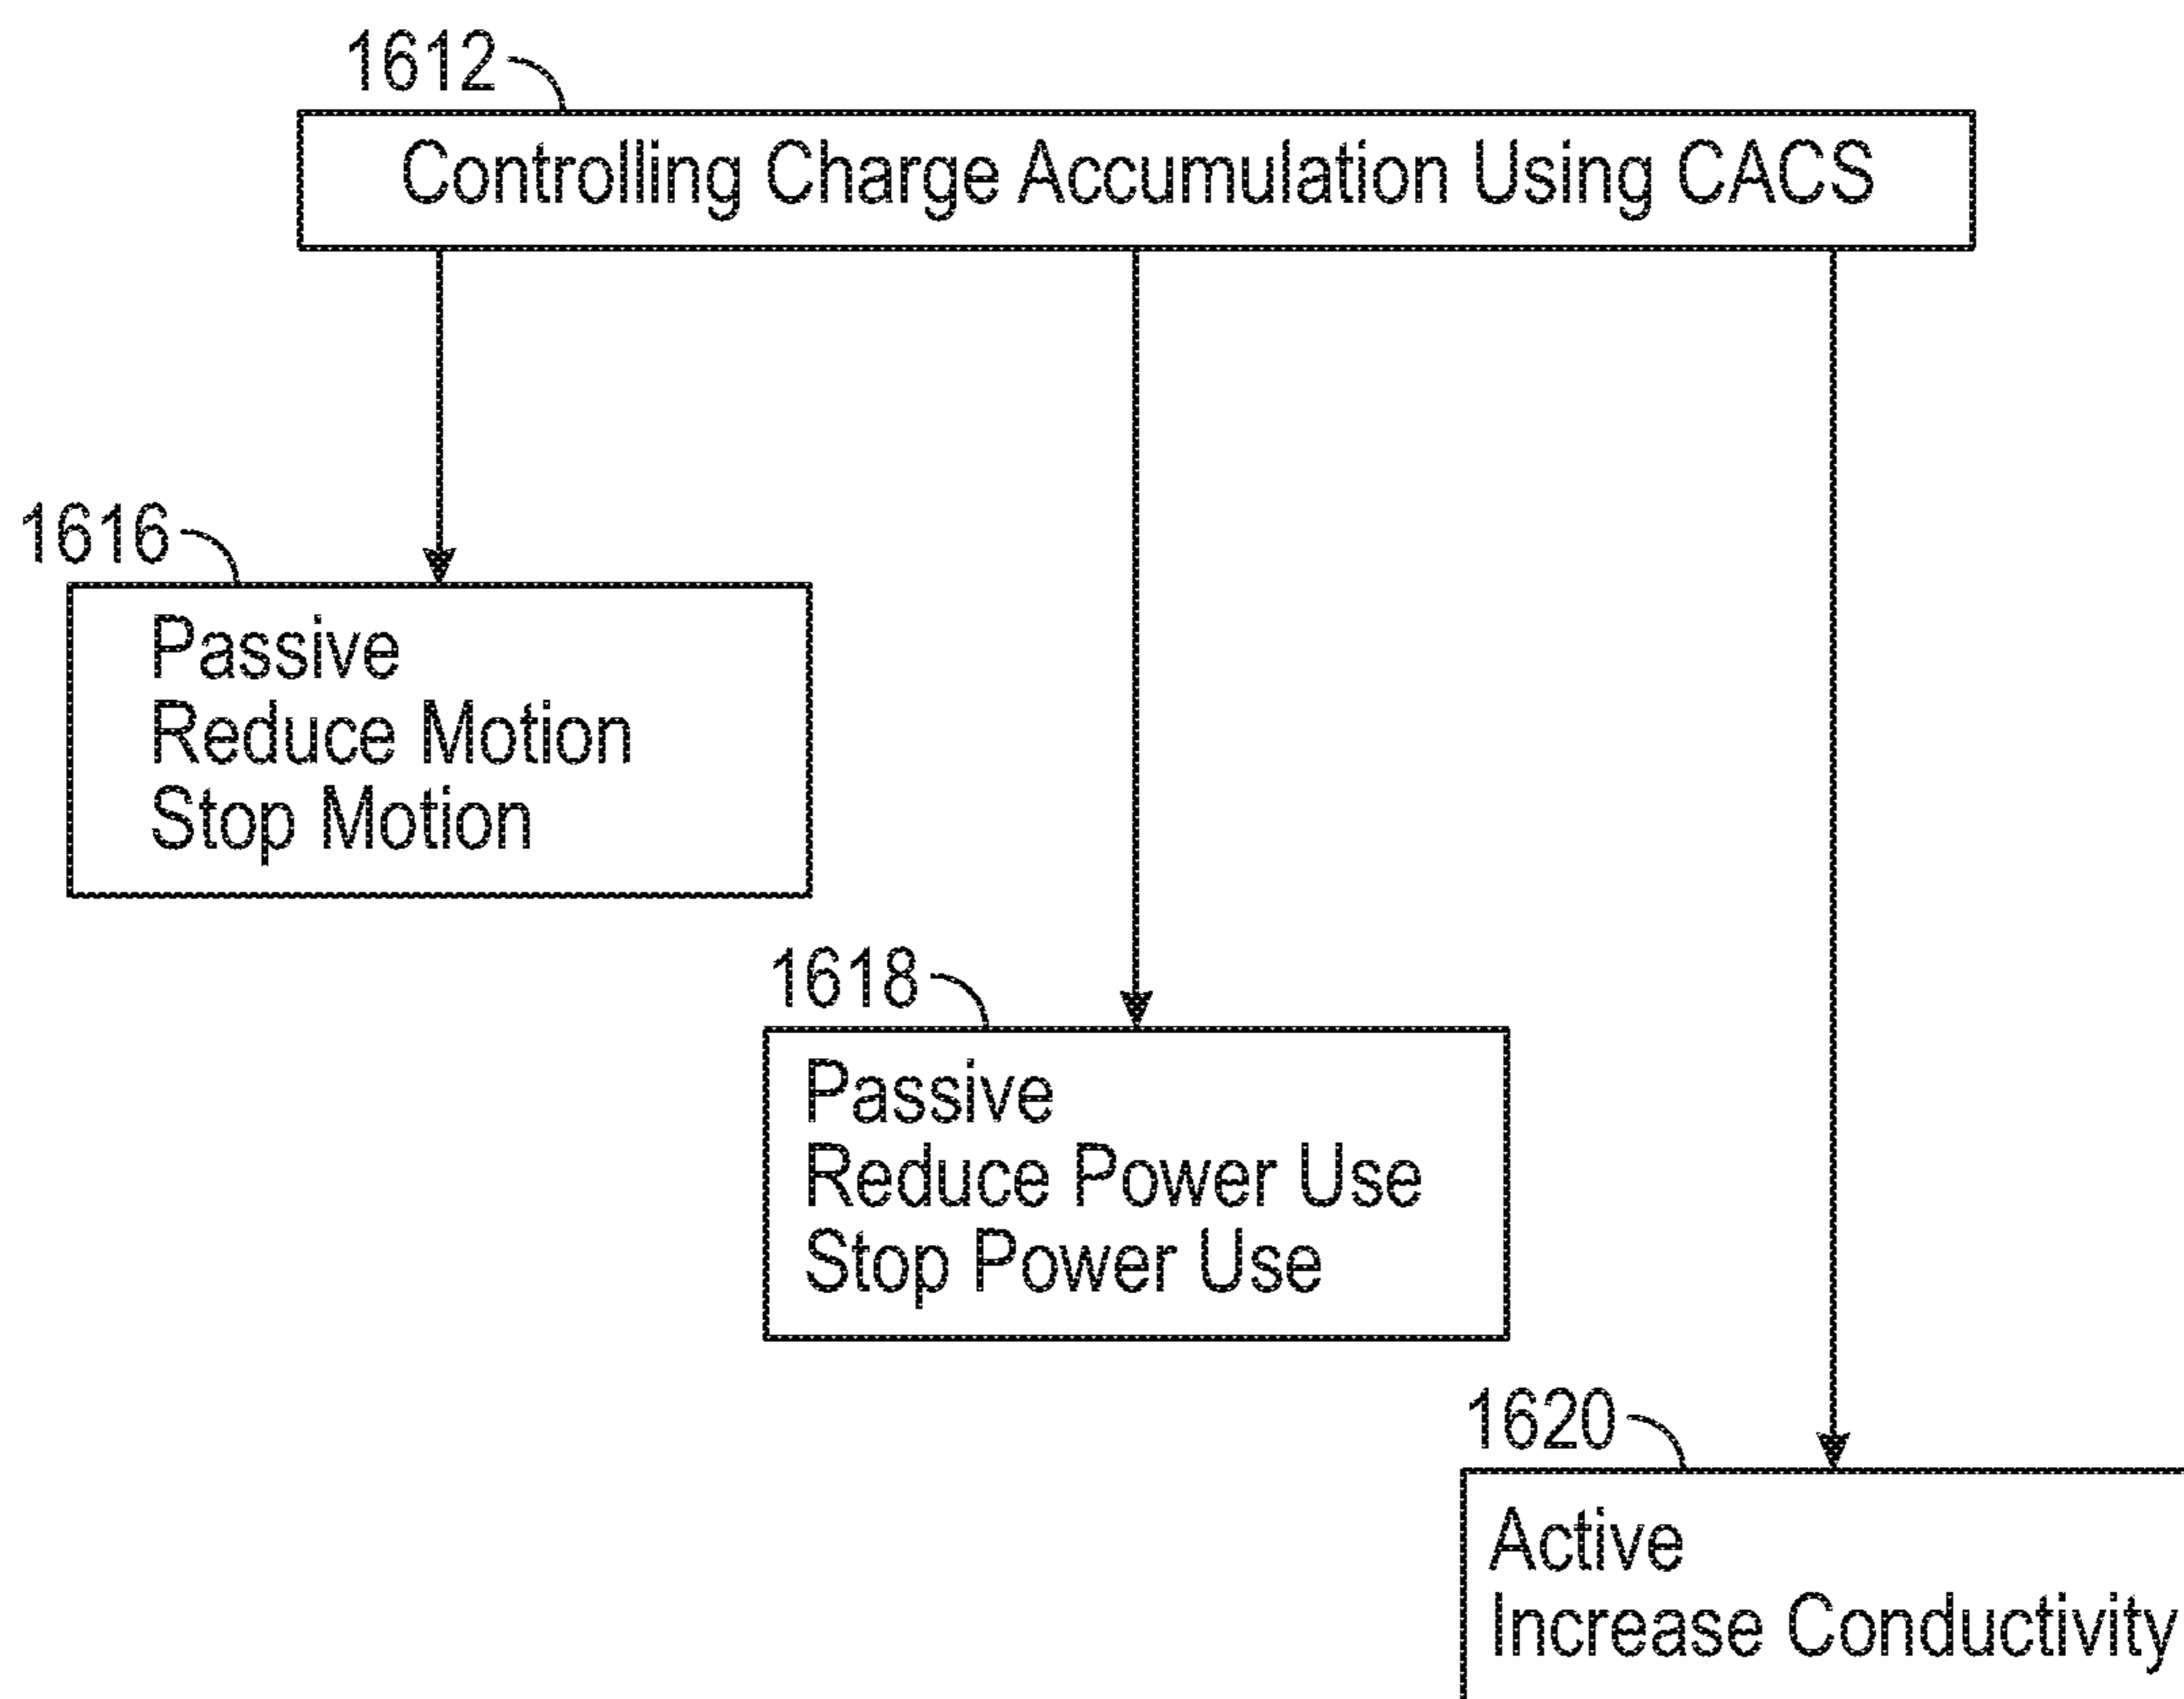 1612
Controlling Charge Accumulation Using CACS
1616
Passive
Reduce Motion
Stop Motion
1618
Passive
Reduce Power Use
Stop Power Use
1620
Active
Increase Conductivity